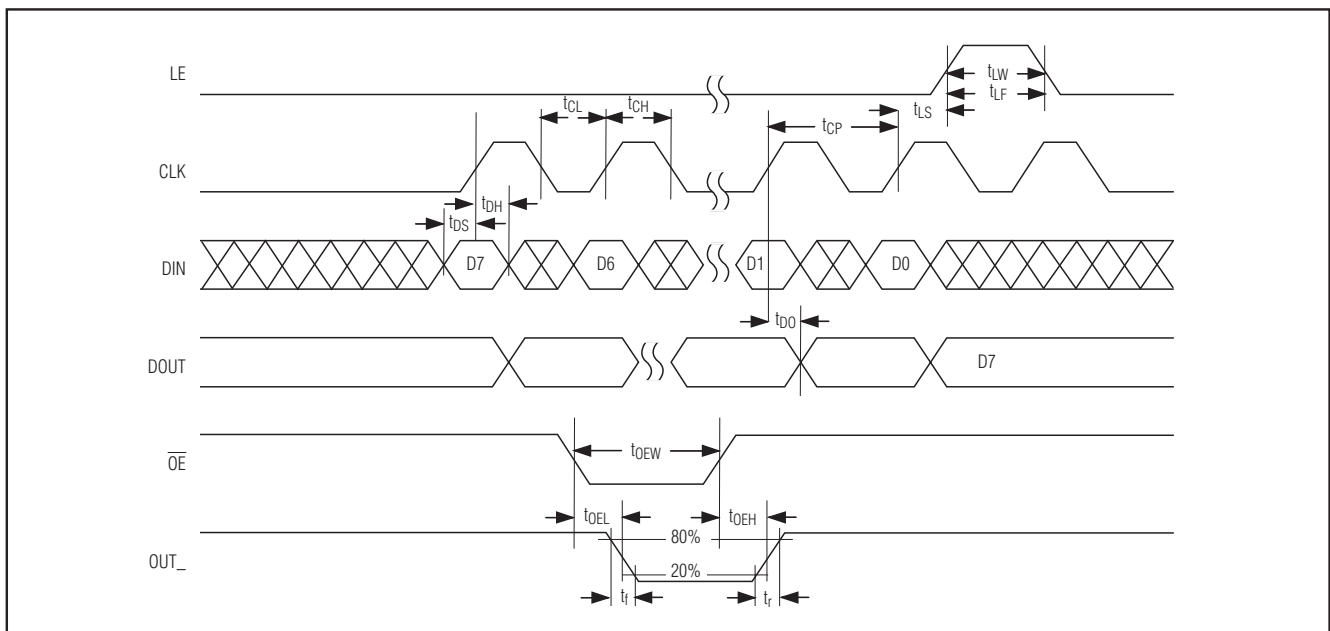 LE
tLW
tLF
tLS
tCL
tCH
tCP
CLK
tDH
tDS
DIN
D7
D6
D1
D0
tDO
DOUT
D7
OE
tOEW
tOEL
tOEH
80%
OUT_
20%
tf
tr